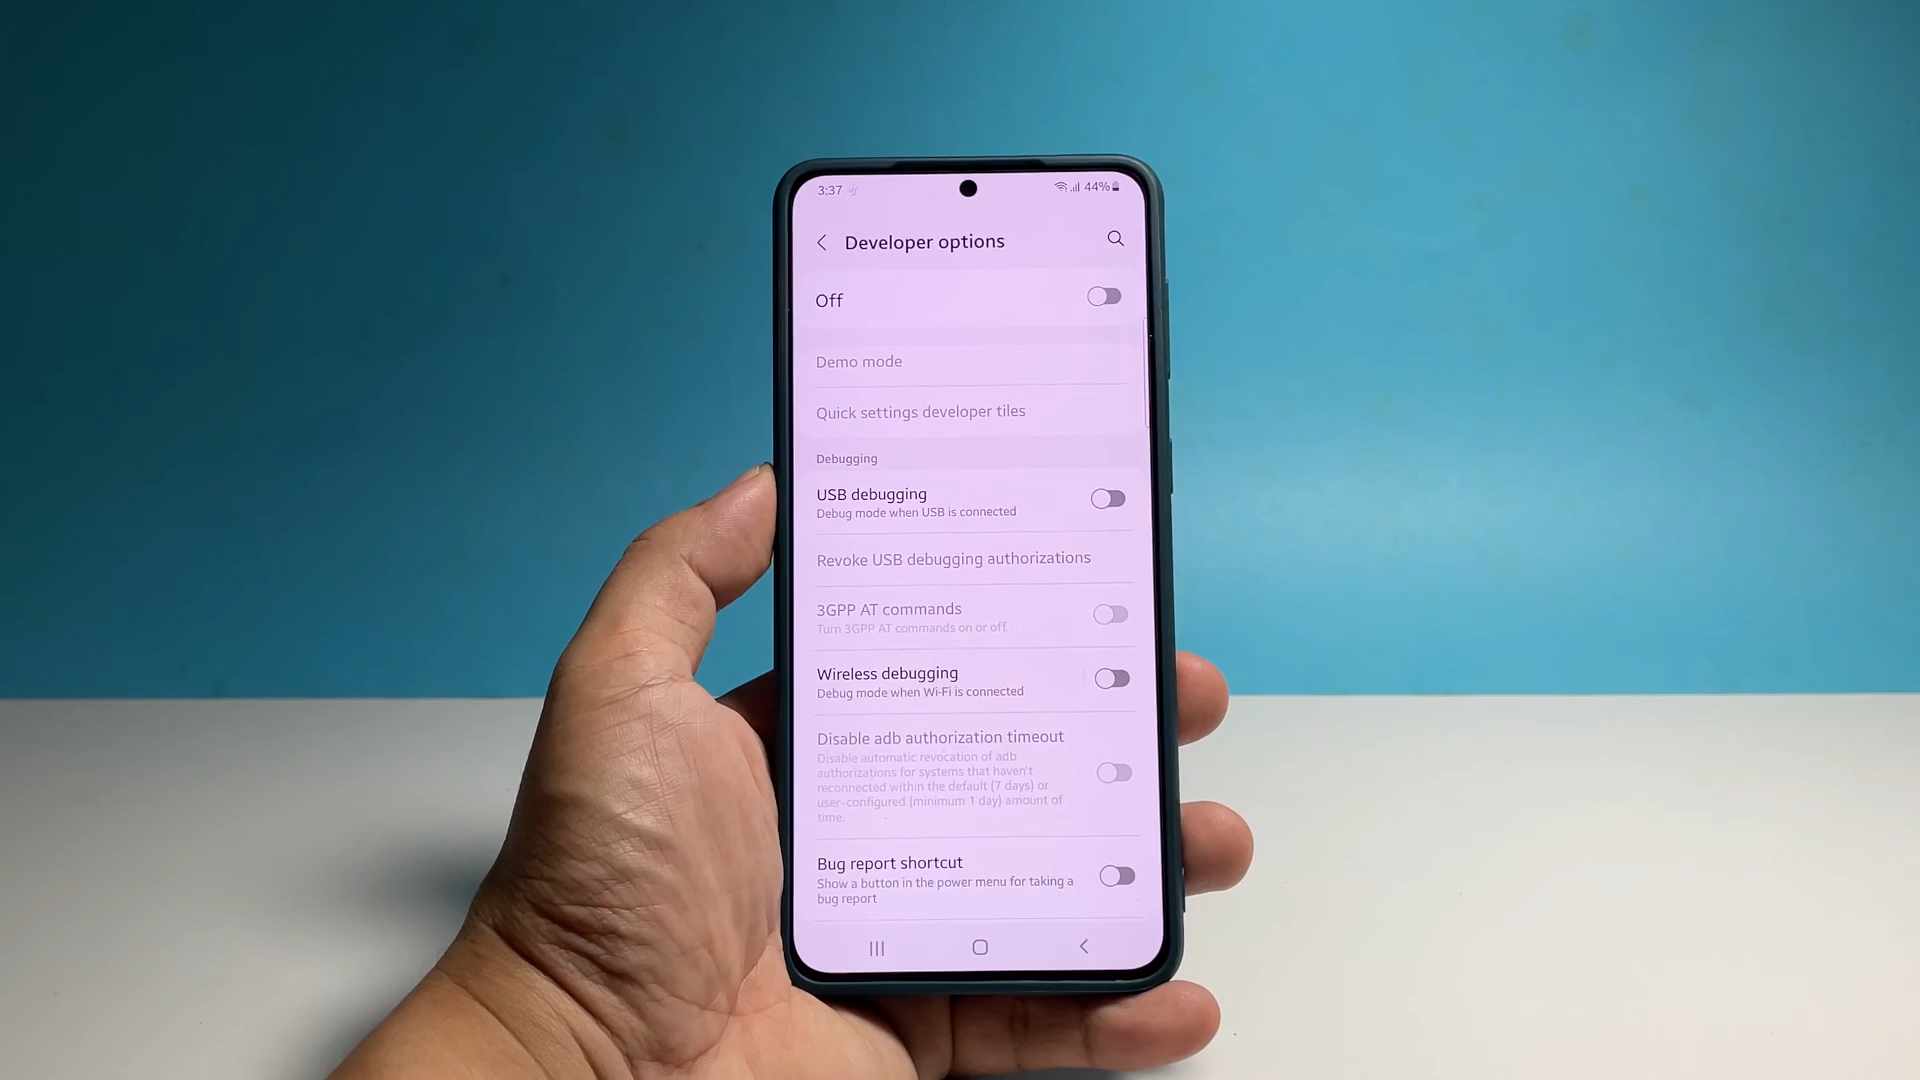 3:37
44%
Developer options
Off
Demo mode
Quick settings developer tiles
Debugging
USB debugging
Debug mode when USB is connected
Revoke USB debugging authorizations
3GPP AT commands
Turn 3GPP AT commands on or off.
Wireless debugging
Debug mode when Wi-Fi is connected
Disable adb authorization timeout
Disable automatic revocation of adb
authorizations for systems that haven't
reconnected within the default (7 days) or
user-configured (minimum 1 day) amount of
time.
Bug report shortcut
Show a button in the power menu for taking a
bug report